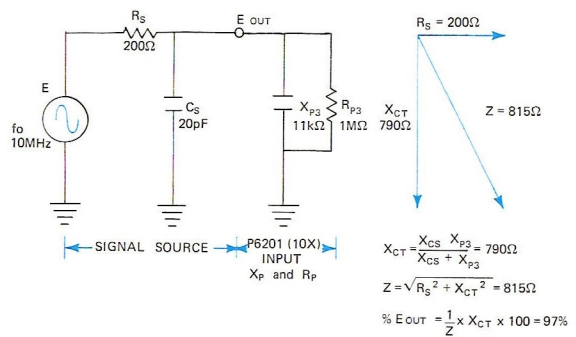 RS
200Ω
E OUT
E
fo
10MHz
CS
20pF
XP3
11kΩ
RP3
1MΩ
RS = 200Ω
XCT
790Ω
Z = 815Ω
SIGNAL SOURCE
P6201 (10X)
INPUT
XP and RP
XCT = XCS XP3 / XCS + XP3 = 790Ω
Z = √RS² + XCT² = 815Ω
% EOUT = 1/Z x XCT x 100 = 97%